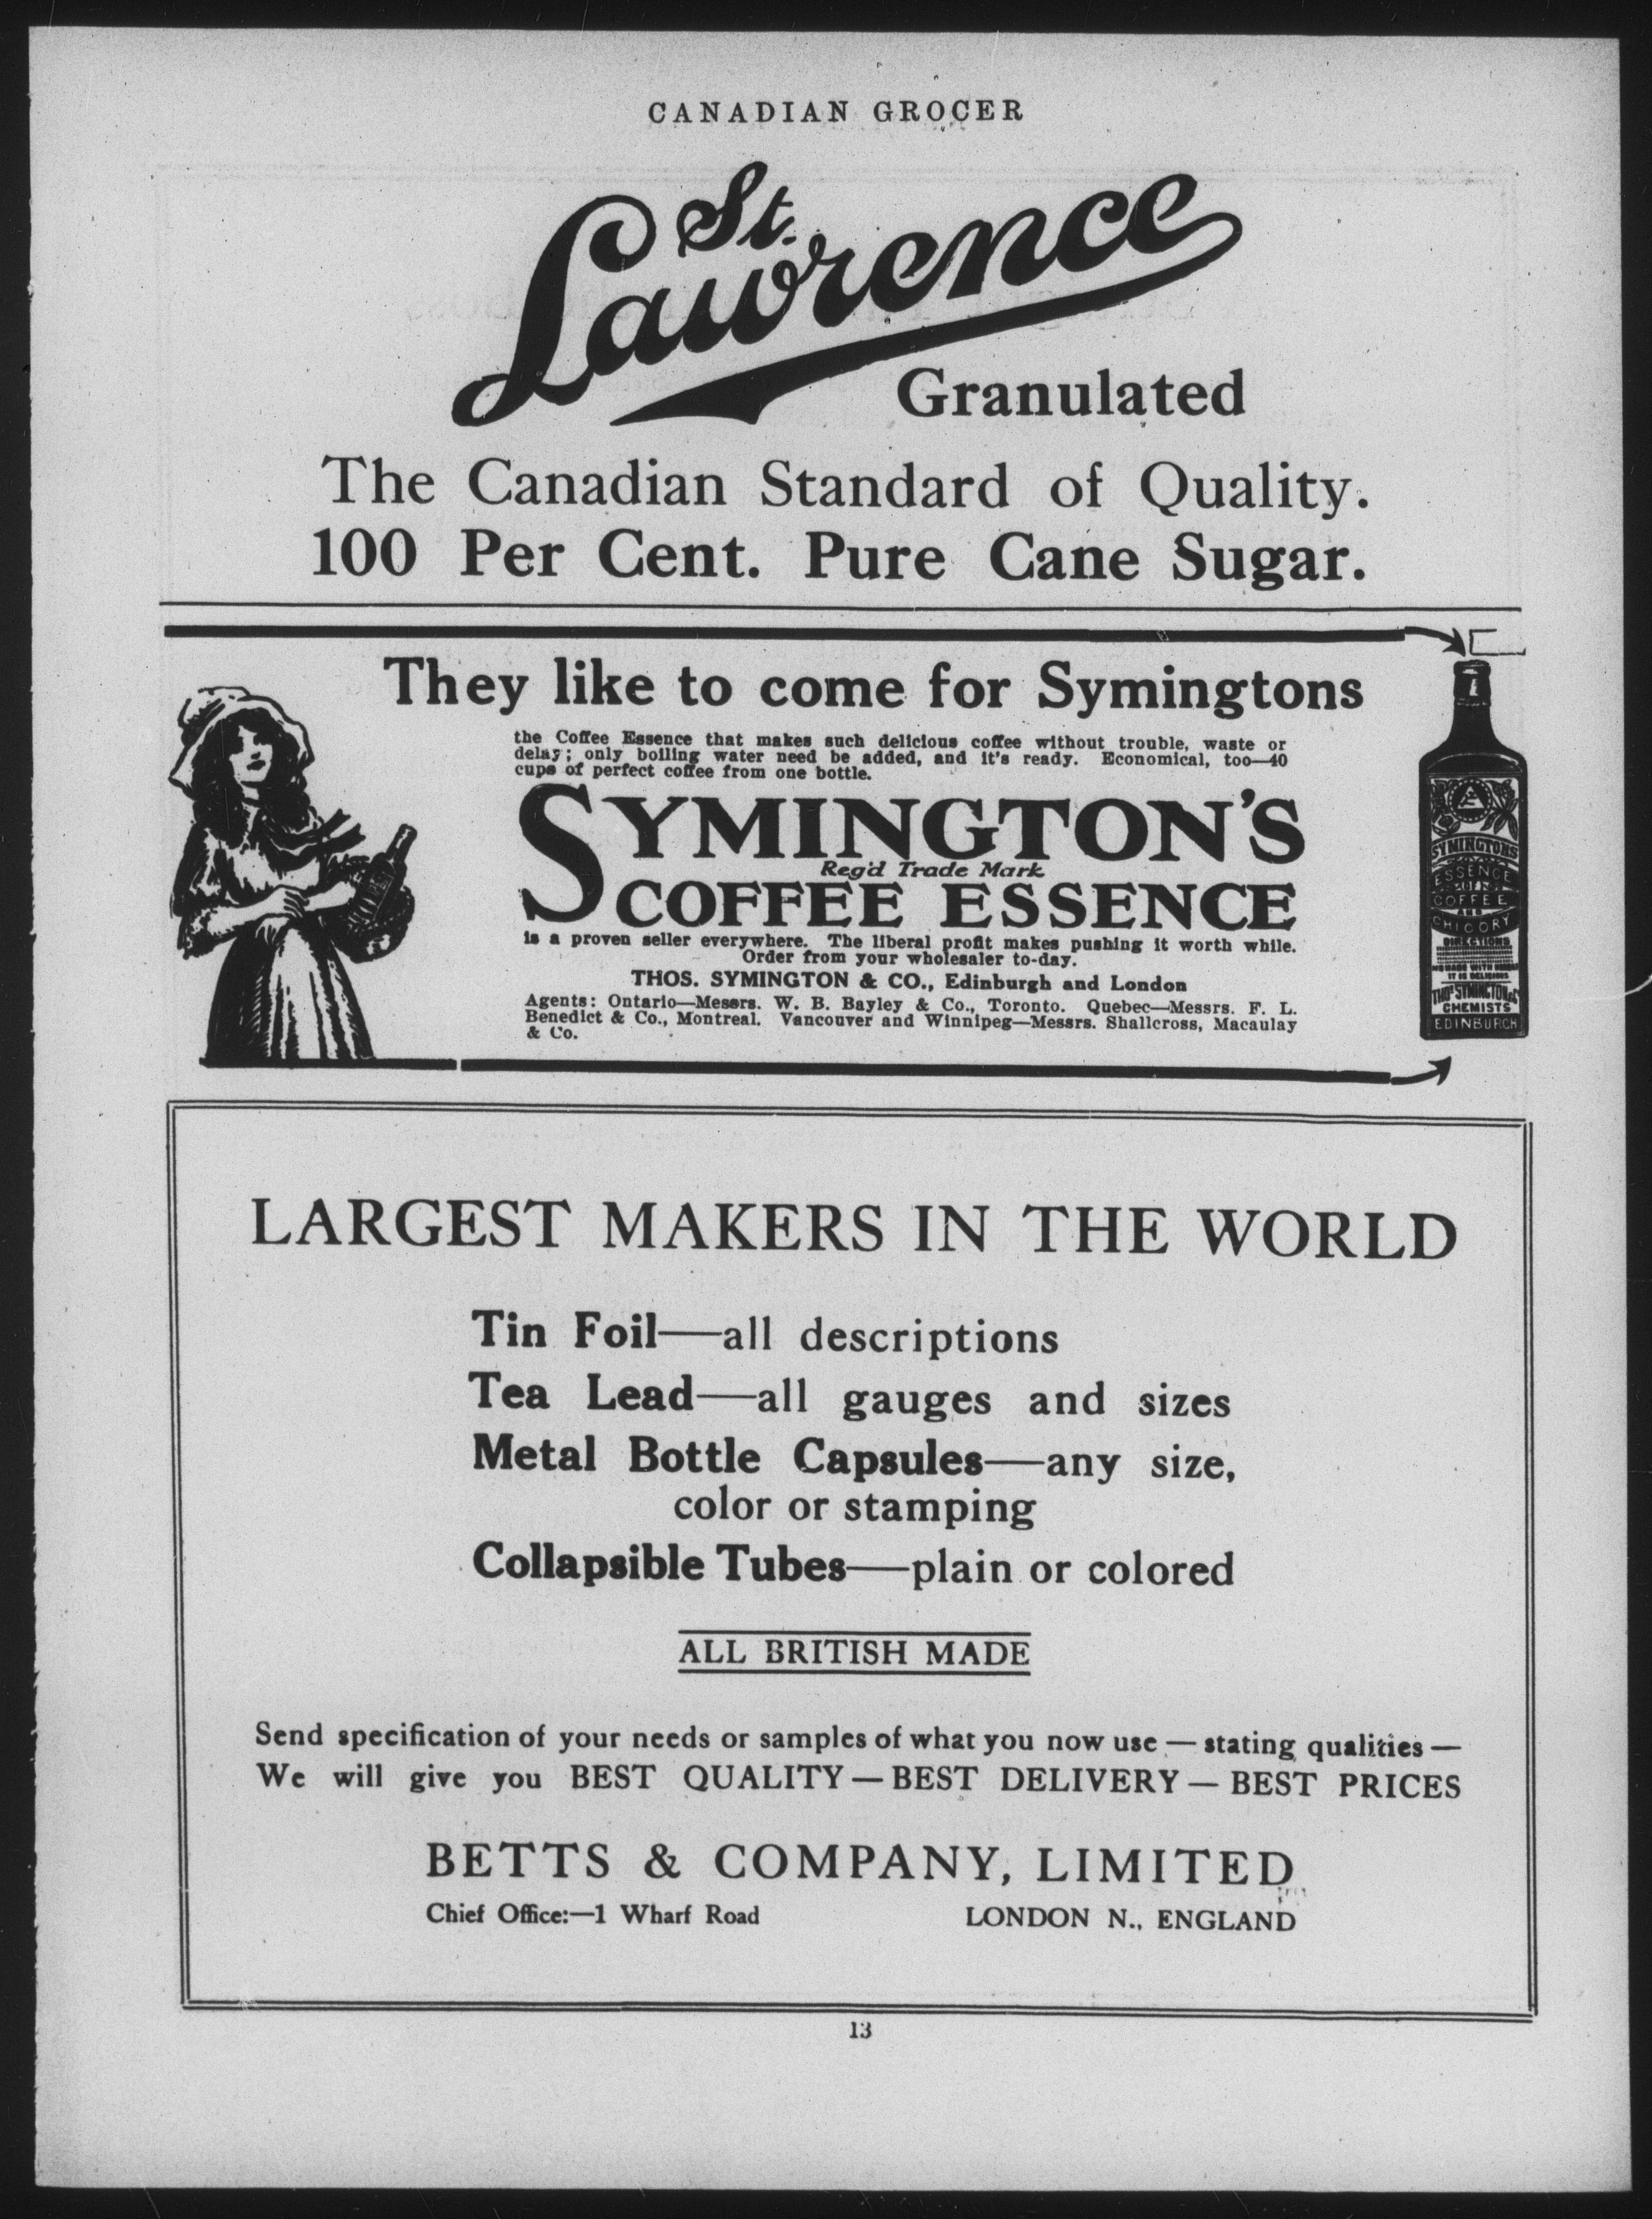 CANADIAN GROCER
St.
Lawrence
Granulated
The Canadian Standard of Quality.
100 Per Cent. Pure Cane Sugar.
They like to come for Symingtons
the Coffee Essence that makes such delicious coffee without trouble, waste or
delay; only boiling water need be added, and it's ready. Economical, too—40
cups of perfect coffee from one bottle.
SYMINGTON'S
Reg'd Trade Mark
COFFEE ESSENCE
is a proven seller everywhere. The liberal profit makes pushing it worth while.
Order from your wholesaler to-day.
THOS. SYMINGTON & CO., Edinburgh and London
Agents: Ontario—Messrs. W. B. Bayley & Co., Toronto. Quebec—Messrs. F. L.
Benedict & Co., Montreal. Vancouver and Winnipeg—Messrs. Shallcross, Macaulay
& Co.
SYMINGTONS
ESSENCE
OF
COFFEE
AND
CHICORY
DIRECTIONS
IT IS DELICIOUS
THOS SYMINGTON & CO
CHEMISTS
EDINBURGH
LARGEST MAKERS IN THE WORLD
Tin Foil—all descriptions
Tea Lead—all gauges and sizes
Metal Bottle Capsules—any size,
color or stamping
Collapsible Tubes—plain or colored
ALL BRITISH MADE
Send specification of your needs or samples of what you now use — stating qualities —
We will give you BEST QUALITY — BEST DELIVERY — BEST PRICES
BETTS & COMPANY, LIMITED
Chief Office:—1 Wharf Road LONDON N., ENGLAND
13